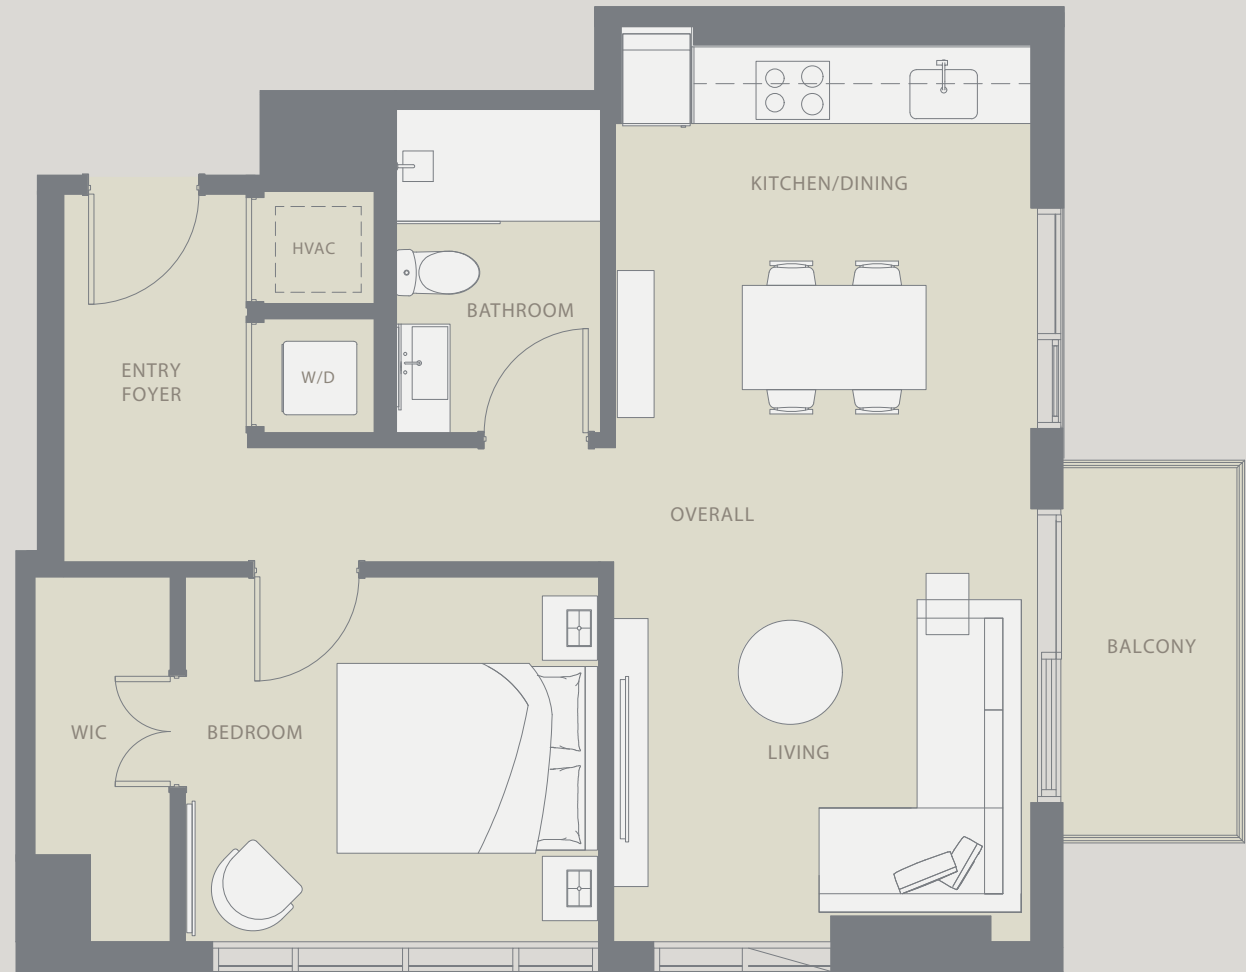 KITCHEN/DINING
HVAC
BATHROOM
ENTRY
FOYER
W/D
OVERALL
BALCONY
WIC
BEDROOM
LIVING